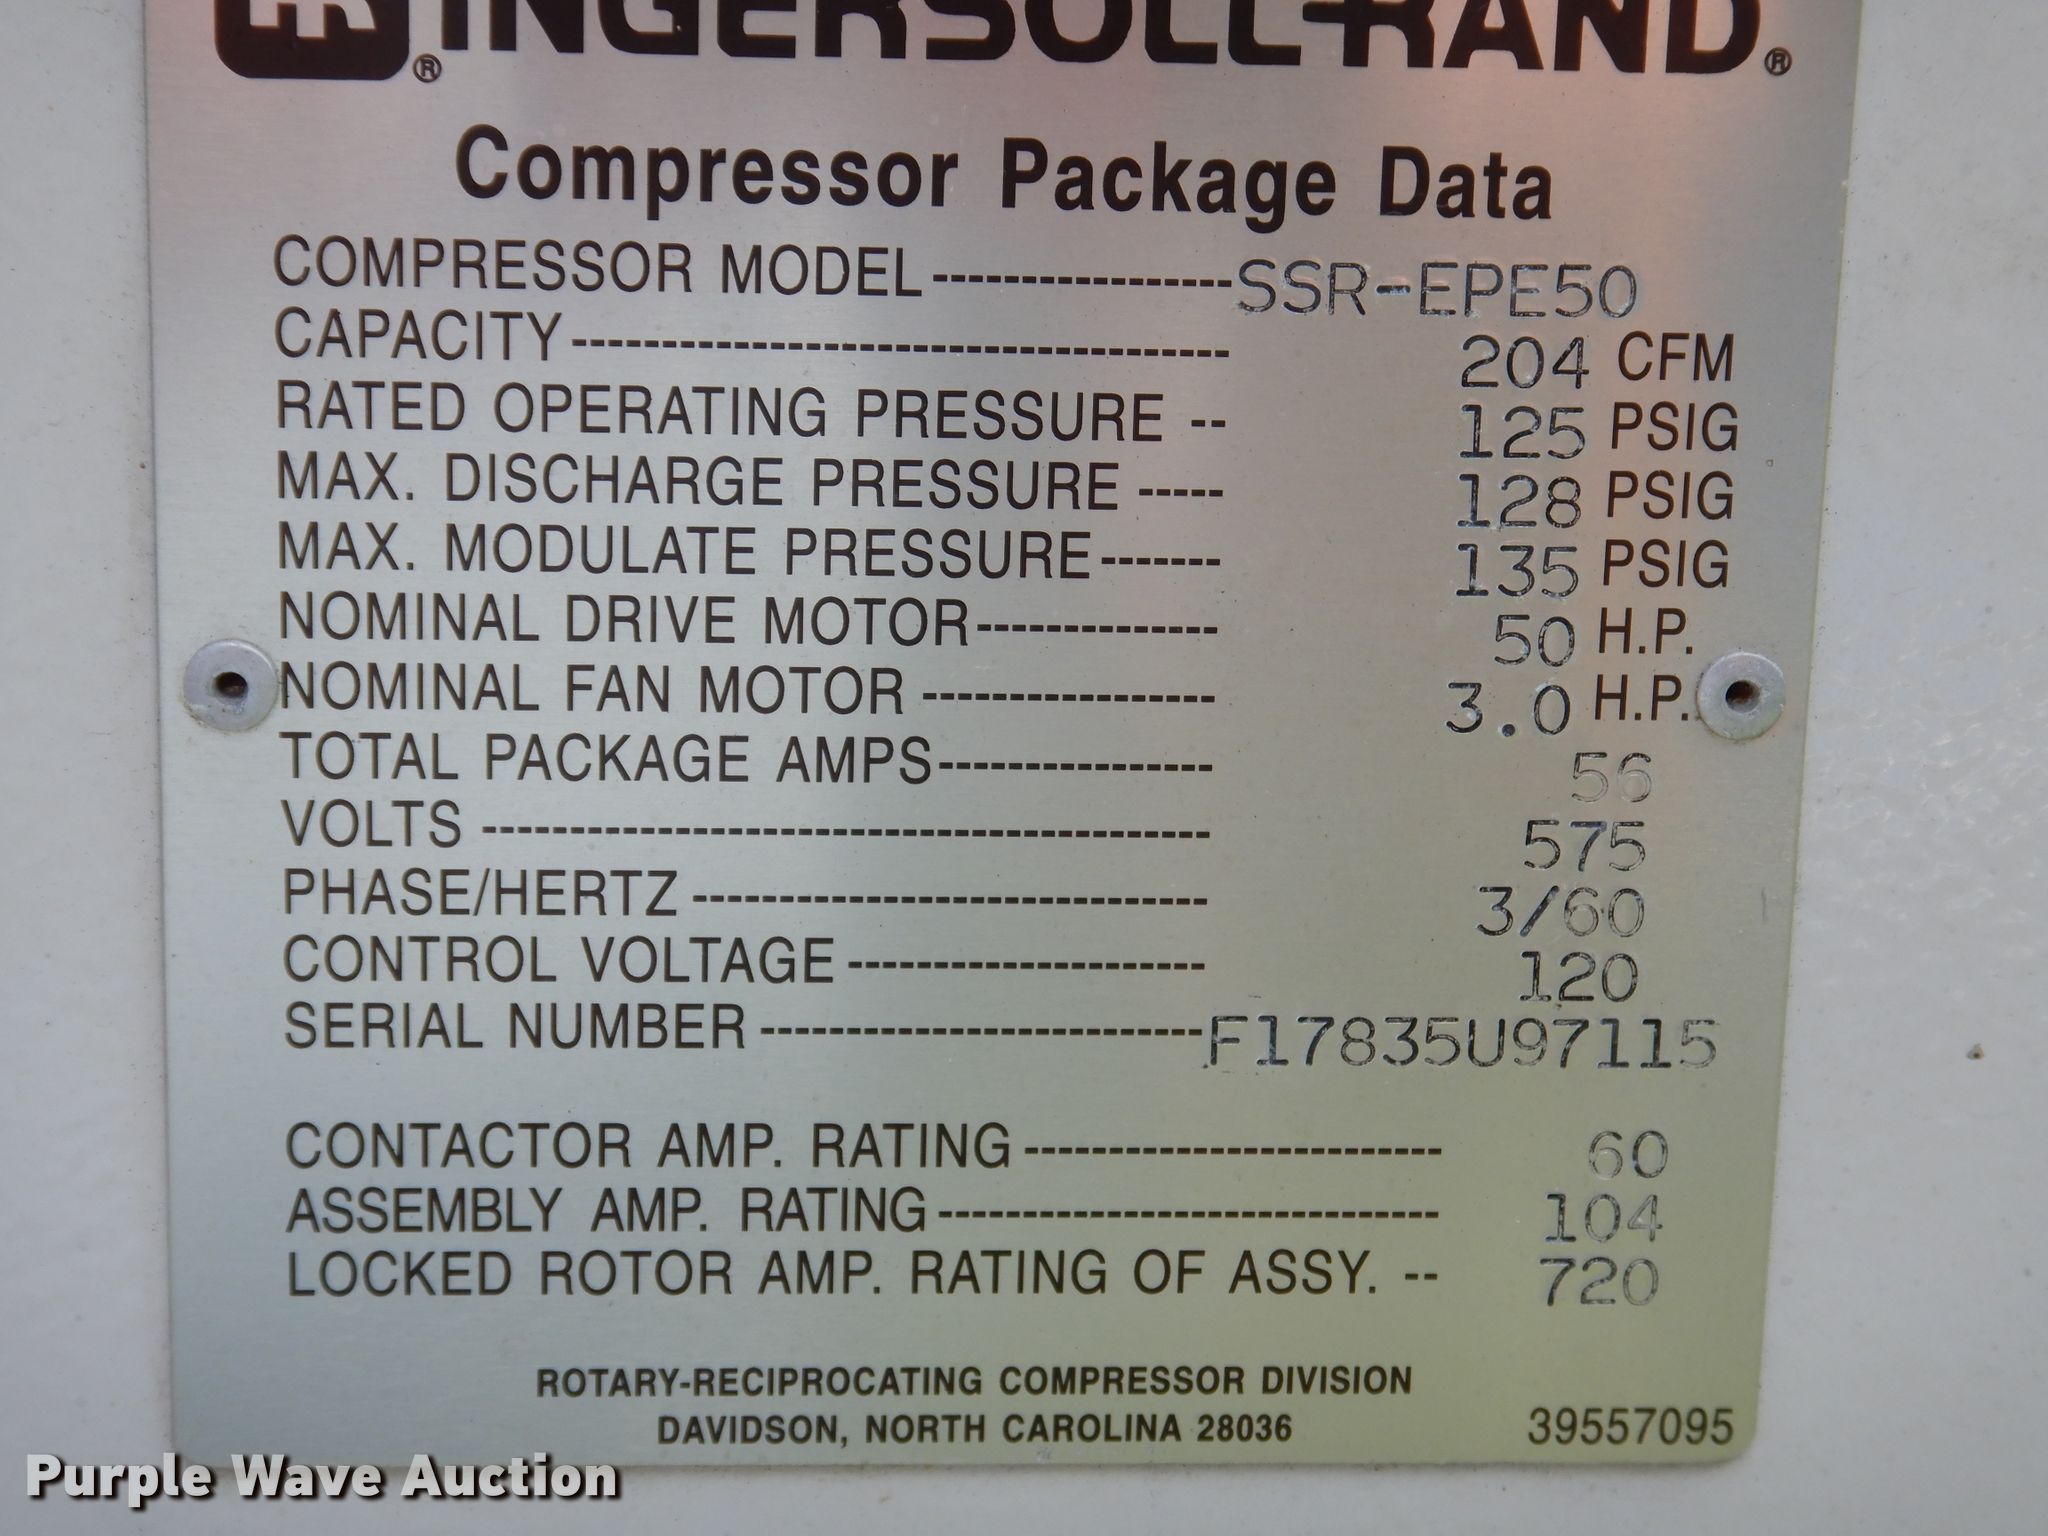 IR® INGERSOLL-RAND®
Compressor Package Data
COMPRESSOR MODEL----------------SSR-EPE50
CAPACITY------------------------------------- 204 CFM
RATED OPERATING PRESSURE -- 125 PSIG
MAX. DISCHARGE PRESSURE ----- 128 PSIG
MAX. MODULATE PRESSURE------- 135 PSIG
NOMINAL DRIVE MOTOR-------------- 50 H.P.
NOMINAL FAN MOTOR ---------------- 3.0 H.P.
TOTAL PACKAGE AMPS---------------- 56
VOLTS ------------------------------------------ 575
PHASE/HERTZ ------------------------------ 3/60
CONTROL VOLTAGE --------------------- 120
SERIAL NUMBER --------------------------F17835U97115
CONTACTOR AMP. RATING------------------------- 60
ASSEMBLY AMP. RATING------------------------------ 104
LOCKED ROTOR AMP. RATING OF ASSY. -- 720
ROTARY-RECIPROCATING COMPRESSOR DIVISION
DAVIDSON, NORTH CAROLINA 28036
39557095
Purple Wave Auction